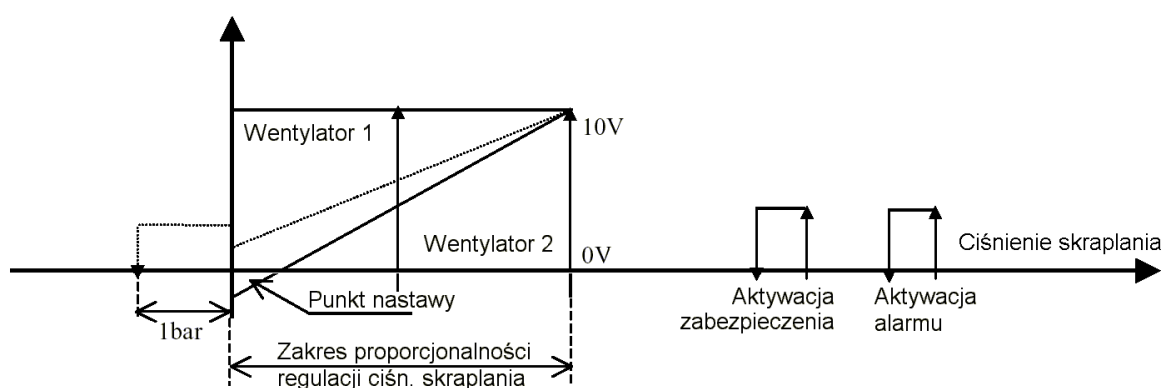 Wentylator 1
10V
Wentylator 2
0V
Ciśnienie skraplania
Punkt nastawy
Aktywacja
zabezpieczenia
Aktywacja
alarmu
1bar
Zakres proporcjonalności
regulacji ciśn. skraplania